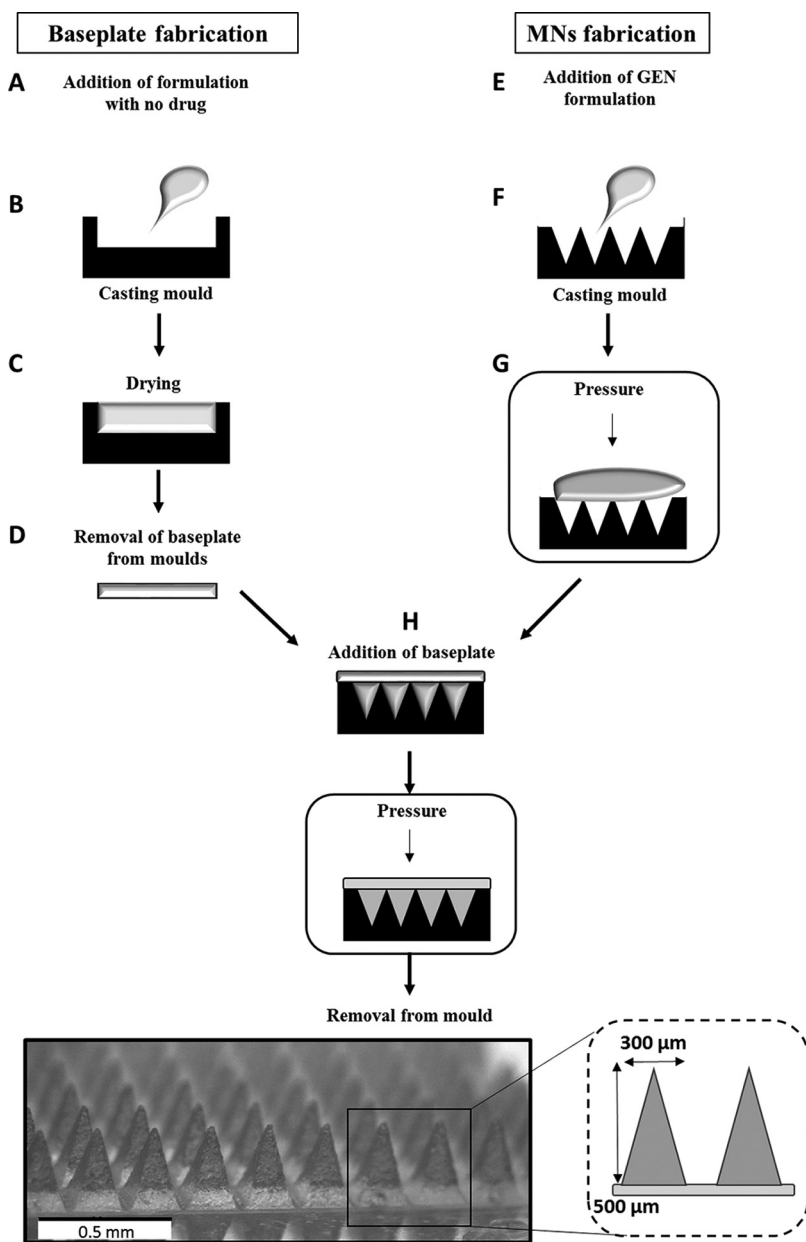 Baseplate fabrication
A
Addition of formulation
with no drug
B
Casting mould
C
Drying
D
Removal of baseplate
from moulds
MNs fabrication
E
Addition of GEN
formulation
F
Casting mould
G
Pressure
H
Addition of baseplate
Pressure
Removal from mould
0.5 mm
300 µm
500 µm